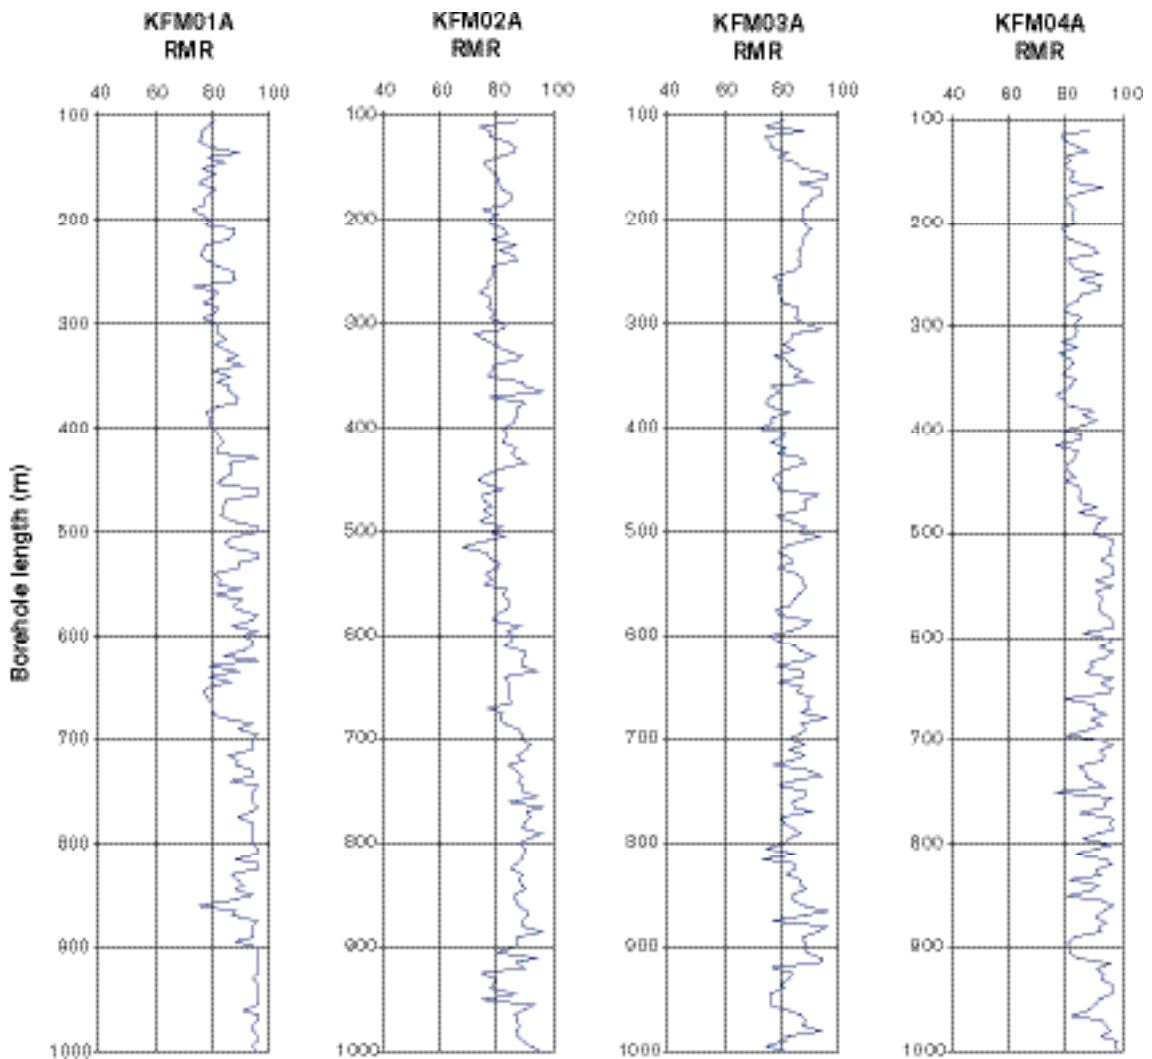 KFM01A KFM02A KFM03A KFM04A
RMR RMR RMR RMR
40 60 80 100 40 60 80 100 40 60 80 100 40 60 80 100
100 100 100 100
200 200 200 200
300 300 300 300
400 400 400 400
Borehole length (m)
500 500 500 500
600 600 600 600
700 700 700 700
800 800 800 800
900 900 900 900
1000 1000 1000 1000